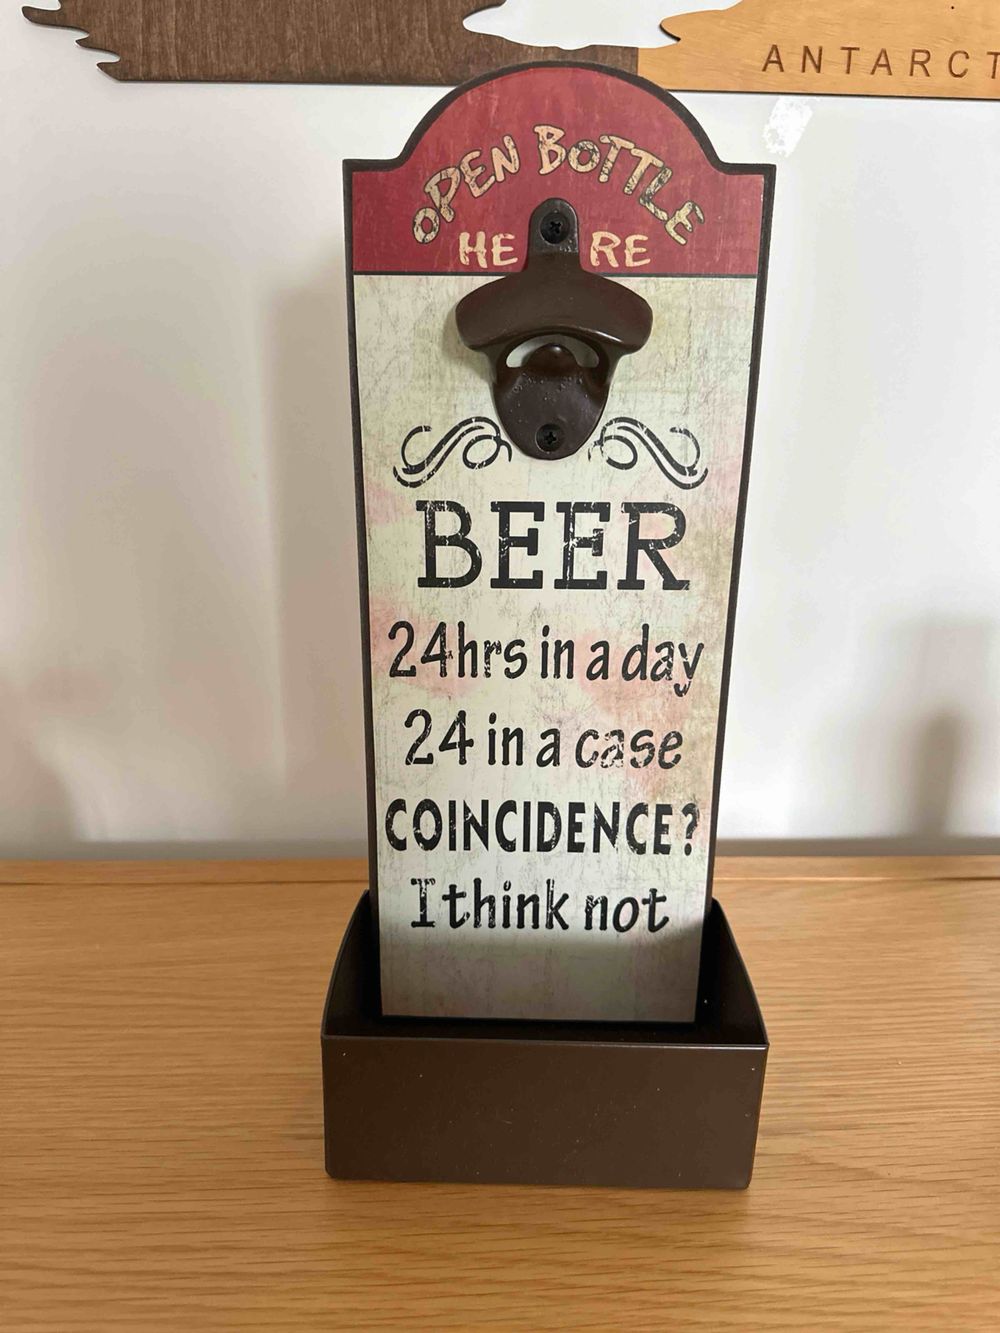 ANTARCT
OPEN BOTTLE
HE RE
BEER
24hrs in a day
24 in a case
COINCIDENCE?
I think not